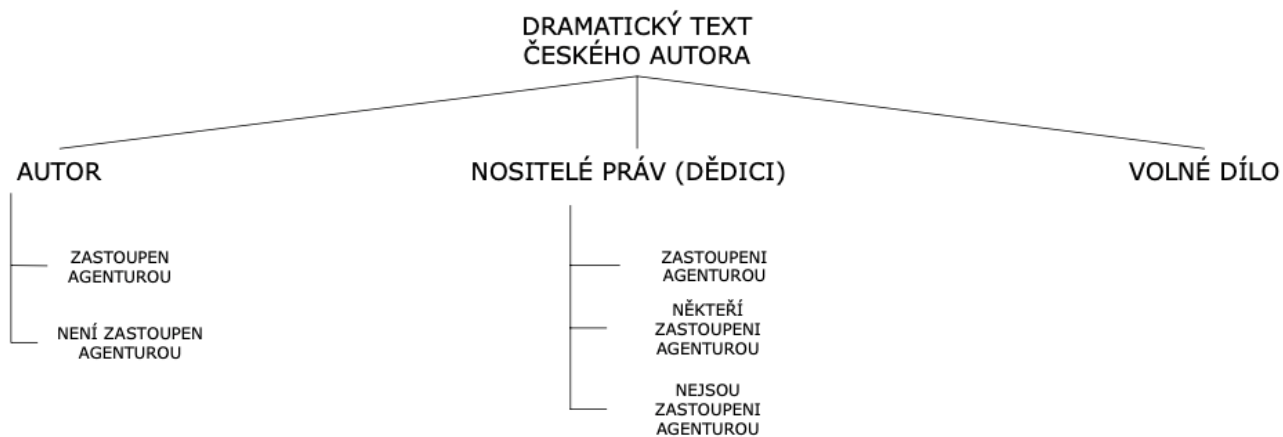 DRAMATICKÝ TEXT
ČESKÉHO AUTORA
AUTOR
NOSITELÉ PRÁV (DĚDICI)
VOLNÉ DÍLO
ZASTOUPEN
AGENTUROU
NENÍ ZASTOUPEN
AGENTUROU
ZASTOUPENI
AGENTUROU
NĚKTEŘÍ
ZASTOUPENI
AGENTUROU
NEJSOU
ZASTOUPENI
AGENTUROU